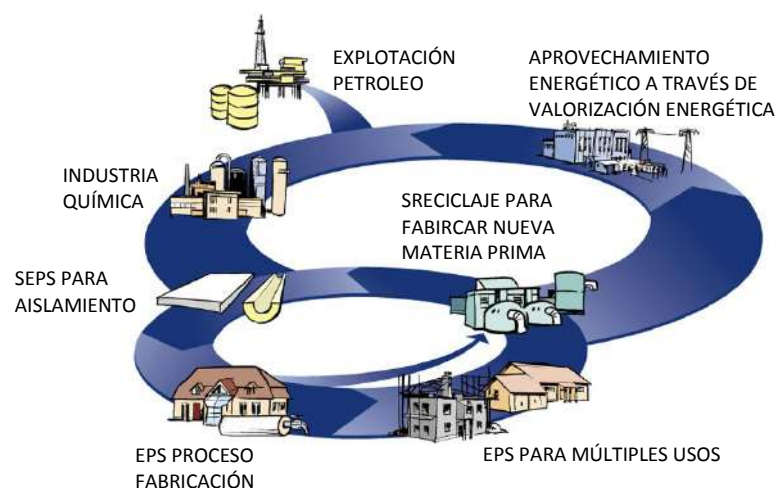 EXPLOTACIÓN
PETROLEO
APROVECHAMIENTO
ENERGÉTICO A TRAVÉS DE
VALORIZACIÓN ENERGÉTICA
INDUSTRIA
QUÍMICA
SRECICLAJE PARA
FABIRCAR NUEVA
MATERIA PRIMA
SEPS PARA
AISLAMIENTO
EPS PROCESO
FABRICACIÓN
EPS PARA MÚLTIPLES USOS